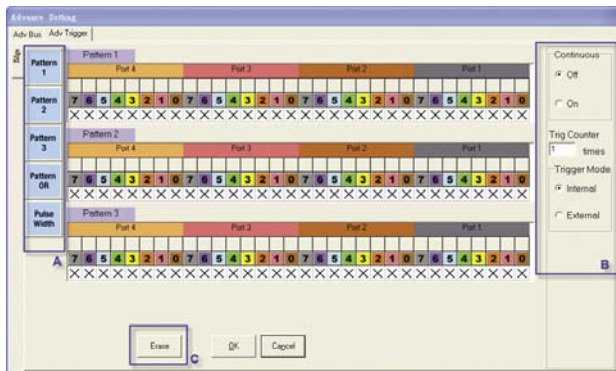 Advance Setting
Adv Bus Adv Trigger
Pattern 1
Pattern 2
Pattern 3
Pattern OR
Pulse Width
A
Pattern 1
Port 4 Port 3 Port 2 Port 1
7 6 5 4 3 2 1 0 7 6 5 4 3 2 1 0 7 6 5 4 3 2 1 0 7 6 5 4 3 2 1 0
X X X X X X X X X X X X X X X X X X X X X X X X X X X X X X X X
Pattern 2
Port 4 Port 3 Port 2 Port 1
7 6 5 4 3 2 1 0 7 6 5 4 3 2 1 0 7 6 5 4 3 2 1 0 7 6 5 4 3 2 1 0
X X X X X X X X X X X X X X X X X X X X X X X X X X X X X X X X
Pattern 3
Port 4 Port 3 Port 2 Port 1
7 6 5 4 3 2 1 0 7 6 5 4 3 2 1 0 7 6 5 4 3 2 1 0 7 6 5 4 3 2 1 0
X X X X X X X X X X X X X X X X X X X X X X X X X X X X X X X X
Continuous
Off
On
Trig Counter
1 times
Trigger Mode
Internal
External
B
Erase C OK Cancel